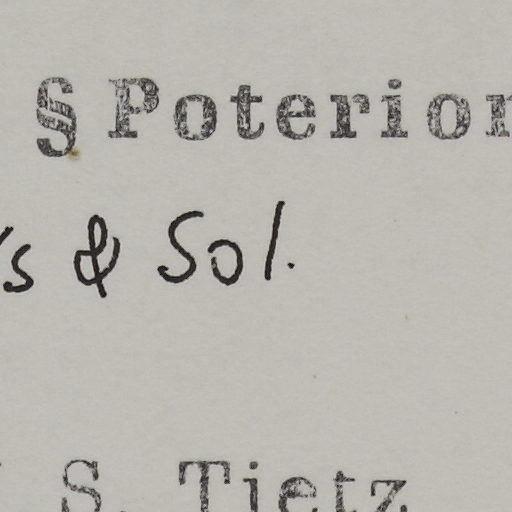 § Poterion
s & Sol.
S. Tietz